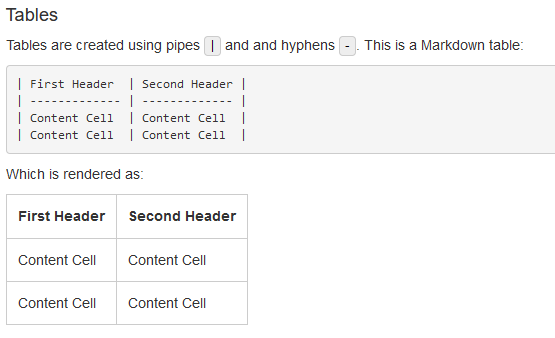 Tables
Tables are created using pipes | and and hyphens - . This is a Markdown table:
| First Header  | Second Header |
| ------------- | ------------- |
| Content Cell  | Content Cell  |
| Content Cell  | Content Cell  |
Which is rendered as:
First Header Second Header
Content Cell Content Cell
Content Cell Content Cell